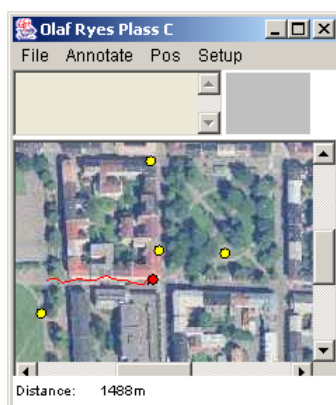 Olaf Ryes Plass C
File Annotate Pos Setup
Distance: 1488m